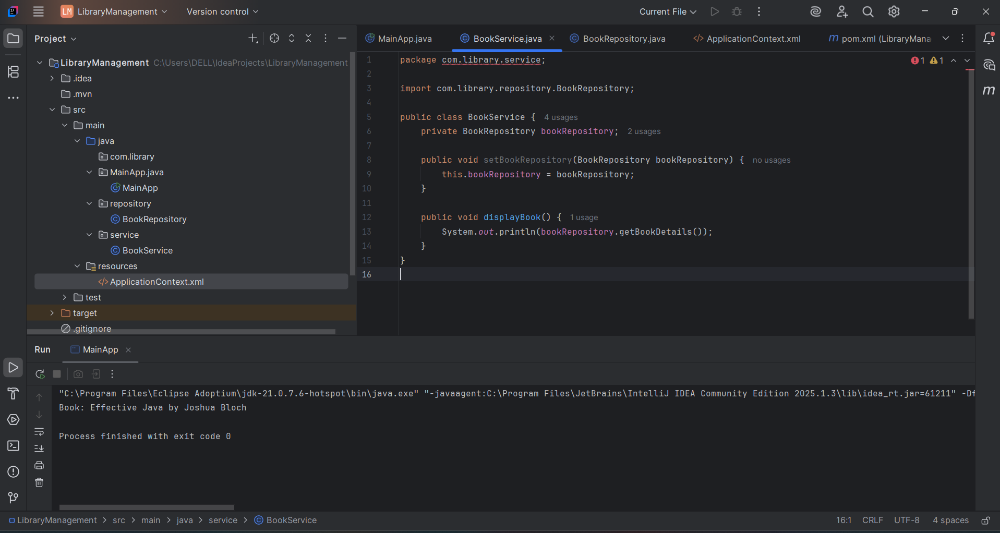 LM LibraryManagement Version control Current File
Project
LibraryManagement C:\Users\DELL\IdeaProjects\LibraryManagement
.idea
.mvn
src
main
java
com.library
MainApp.java
MainApp
repository
BookRepository
service
BookService
resources
</> ApplicationContext.xml
test
target
.gitignore
MainApp.java BookService.java BookRepository.java </> ApplicationContext.xml m pom.xml (LibraryMana
1 package com.library.service;
2
3 import com.library.repository.BookRepository;
4
5 public class BookService { 4 usages
6 private BookRepository bookRepository; 2 usages
7
8 public void setBookRepository(BookRepository bookRepository) { no usages
9 this.bookRepository = bookRepository;
10 }
11
12 public void displayBook() { 1 usage
13 System.out.println(bookRepository.getBookDetails());
14 }
15 }
16
1 1
m
Run MainApp
"C:\Program Files\Eclipse Adoptium\jdk-21.0.7.6-hotspot\bin\java.exe" "-javaagent:C:\Program Files\JetBrains\IntelliJ IDEA Community Edition 2025.1.3\lib\idea_rt.jar=61211" -Df
Book: Effective Java by Joshua Bloch
Process finished with exit code 0
LibraryManagement > src > main > java > service > BookService 16:1 CRLF UTF-8 4 spaces